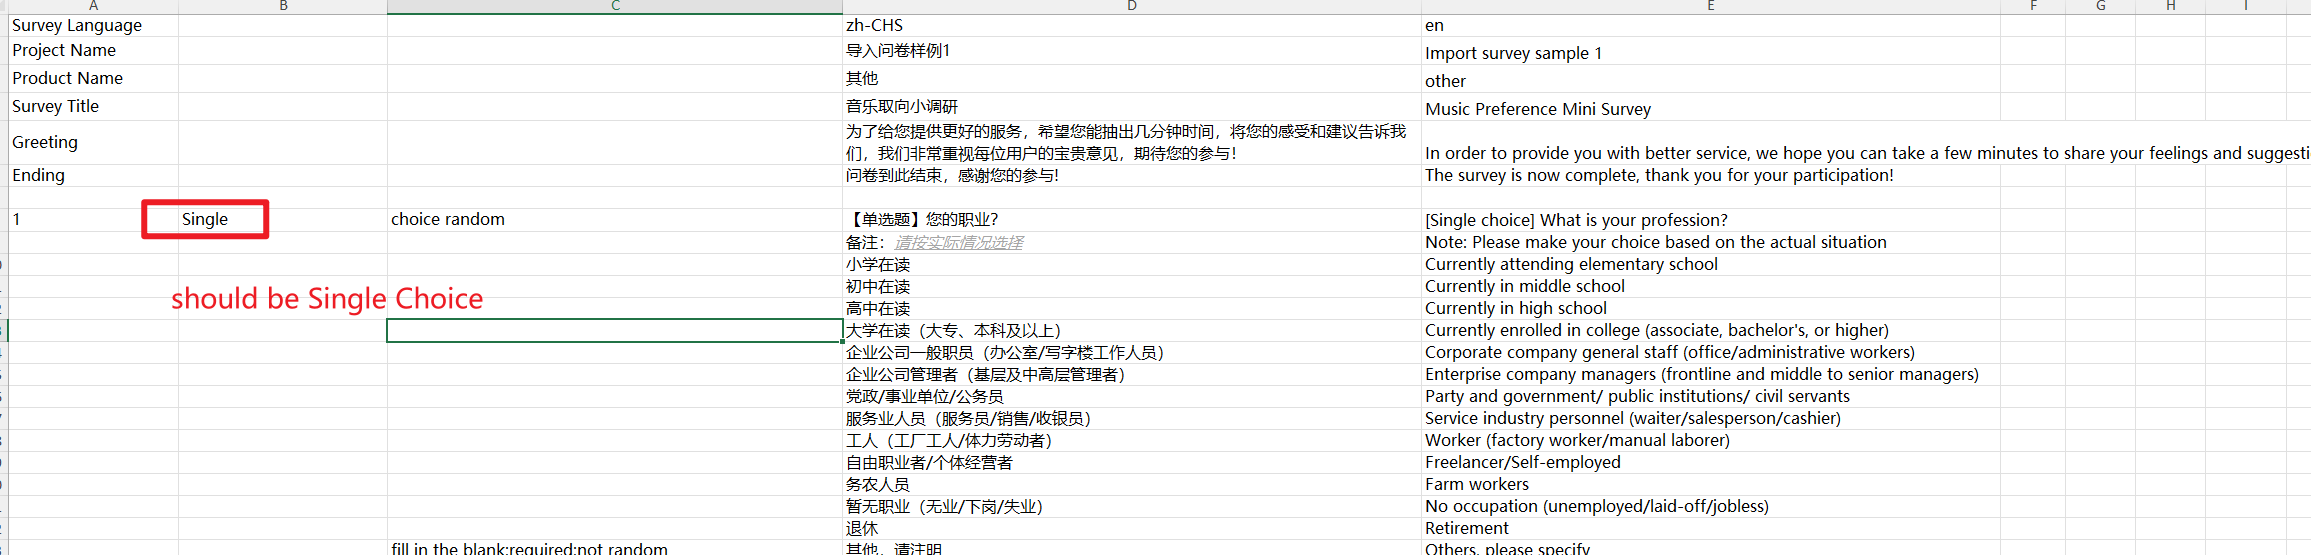 A B C D E F G H I
Survey Language zh-CHS en
Project Name 导入问卷样例1 Import survey sample 1
Product Name 其他 other
Survey Title 音乐取向小调研 Music Preference Mini Survey
Greeting 为了给您提供更好的服务，希望您能抽出几分钟时间，将您的感受和建议告诉我
们，我们非常重视每位用户的宝贵意见，期待您的参与！ In order to provide you with better service, we hope you can take a few minutes to share your feelings and suggesti
Ending 问卷到此结束，感谢您的参与！ The survey is now complete, thank you for your participation!
1 Single choice random 【单选题】您的职业？ [Single choice] What is your profession?
备注：请按实际情况选择 Note: Please make your choice based on the actual situation
小学在读 Currently attending elementary school
初中在读 Currently in middle school
should be Single Choice
高中在读 Currently in high school
大学在读（大专、本科及以上） Currently enrolled in college (associate, bachelor's, or higher)
企业公司一般职员（办公室/写字楼工作人员） Corporate company general staff (office/administrative workers)
企业公司管理者（基层及中高层管理者） Enterprise company managers (frontline and middle to senior managers)
党政/事业单位/公务员 Party and government/ public institutions/ civil servants
服务业人员（服务员/销售/收银员） Service industry personnel (waiter/salesperson/cashier)
工人（工厂工人/体力劳动者） Worker (factory worker/manual laborer)
自由职业者/个体经营者 Freelancer/Self-employed
务农人员 Farm workers
暂无职业（无业/下岗/失业） No occupation (unemployed/laid-off/jobless)
退休 Retirement
fill in the blank;required;not random 其他，请注明 Others, please specify